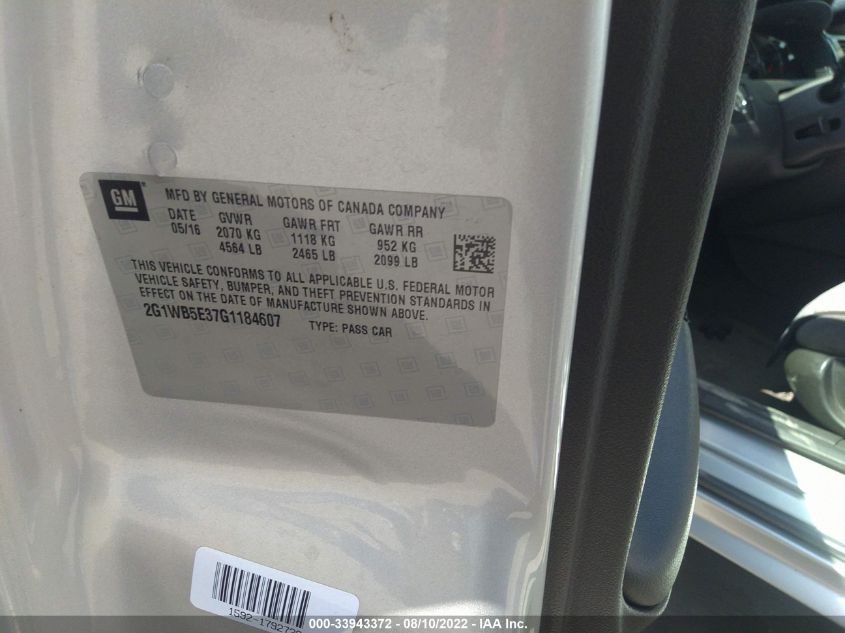 GM
MFD BY GENERAL MOTORS OF CANADA COMPANY
DATE GVWR GAWR FRT GAWR RR
05/16 2070 KG 1118 KG 952 KG
4564 LB 2465 LB 2099 LB
THIS VEHICLE CONFORMS TO ALL APPLICABLE U.S. FEDERAL MOTOR
VEHICLE SAFETY, BUMPER, AND THEFT PREVENTION STANDARDS IN
EFFECT ON THE DATE OF MANUFACTURE SHOWN ABOVE.
2G1WB5E37G1184607 TYPE: PASS CAR
000-33943372 - 08/10/2022 - IAA Inc.